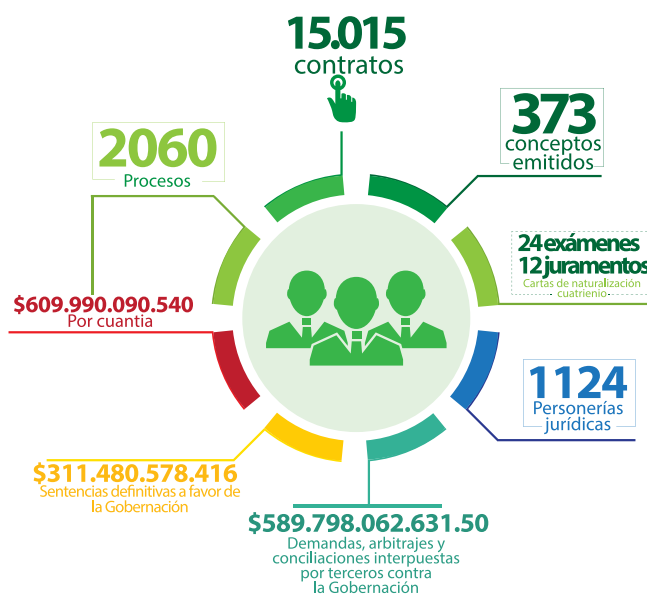 15.015
contratos
373
conceptos
emitidos
2060
Procesos
24 exámenes
12 juramentos
Cartas de naturalización
cuatrienio
$609.990.090.540
Por cuantia
1124
Personerías
jurídicas
$311.480.578.416
Sentencias definitivas a favor de
la Gobernación
$589.798.062.631.50
Demandas, arbitrajes y
conciliaciones interpuestas
por terceros contra
la Gobernación